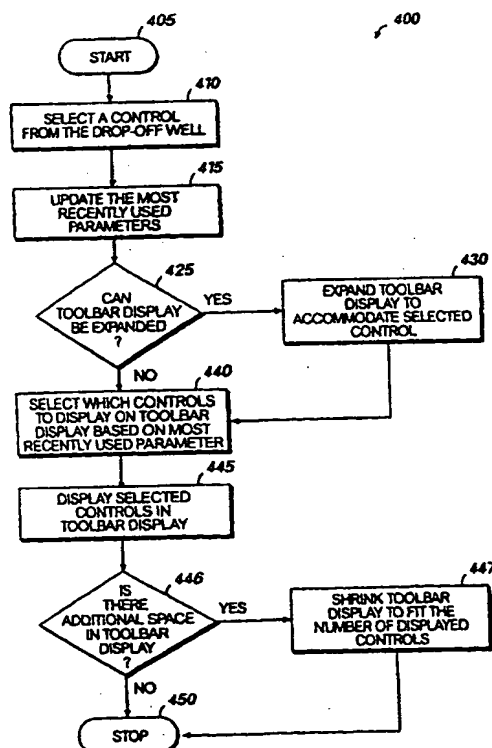 405
400
START
410
SELECT A CONTROL
FROM THE DROP-OFF WELL
415
UPDATE THE MOST
RECENTLY USED
PARAMETERS
425
CAN
TOOLBAR DISPLAY
BE EXPANDED
?
YES
430
EXPAND TOOLBAR
DISPLAY TO
ACCOMMODATE SELECTED
CONTROL
NO
440
SELECT WHICH CONTROLS
TO DISPLAY ON TOOLBAR
DISPLAY BASED ON MOST
RECENTLY USED PARAMETER
445
DISPLAY SELECTED
CONTROLS IN
TOOLBAR DISPLAY
446
IS
THERE
ADDITIONAL SPACE
IN TOOLBAR
DISPLAY
?
YES
447
SHRINK TOOLBAR
DISPLAY TO FIT THE
NUMBER OF DISPLAYED
CONTROLS
NO
450
STOP